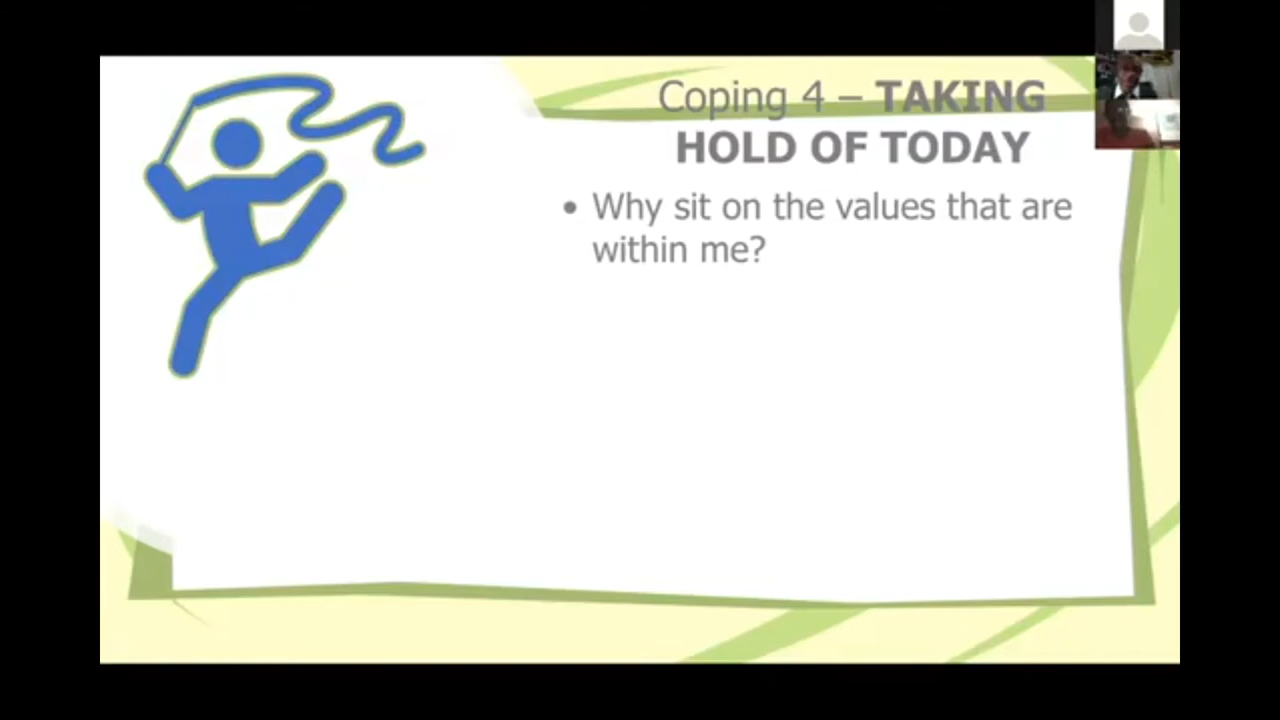 Coping 4 – TAKING
HOLD OF TODAY
• Why sit on the values that are
within me?